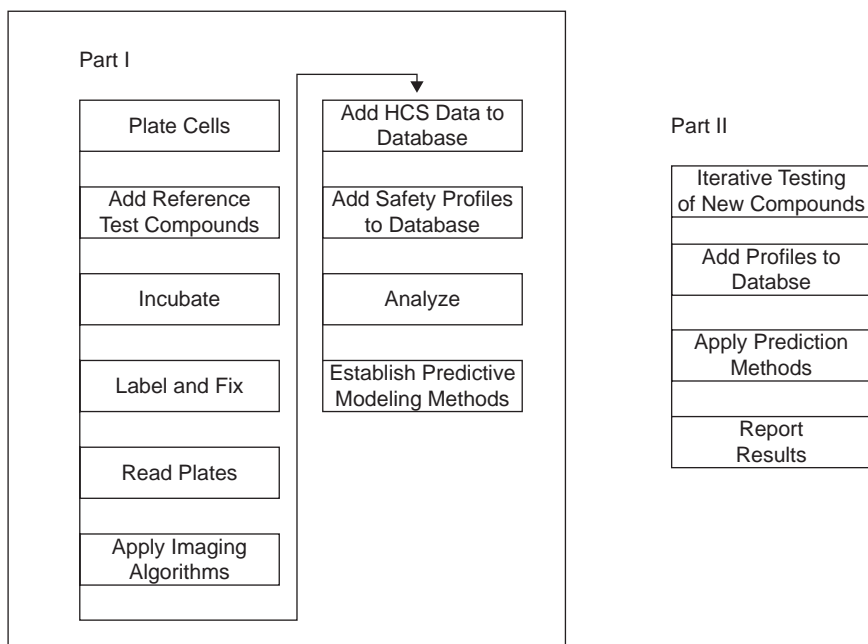 Part I
Plate Cells
Add Reference
Test Compounds
Incubate
Label and Fix
Read Plates
Apply Imaging
Algorithms
Add HCS Data to
Database
Add Safety Profiles
to Database
Analyze
Establish Predictive
Modeling Methods
Part II
Iterative Testing
of New Compounds
Add Profiles to
Databse
Apply Prediction
Methods
Report
Results